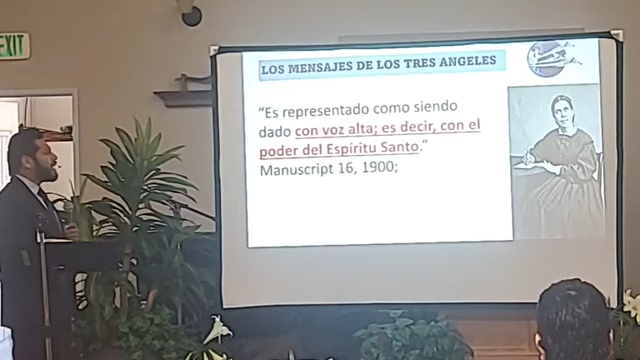 EXIT
LOS MENSAJES DE LOS TRES ANGELES
“Es representado como siendo
dado con voz alta; es decir, con el
poder del Espíritu Santo.”
Manuscript 16, 1900;